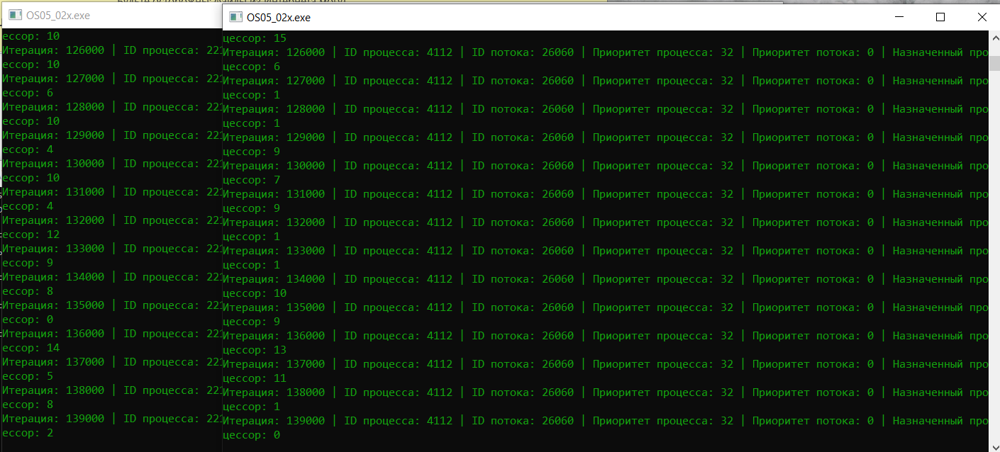 OS05_02x.exe
ессор: 10
Итерация: 126000 | ID процесса: 221
ессор: 10
Итерация: 127000 | ID процесса: 221
ессор: 6
Итерация: 128000 | ID процесса: 221
ессор: 10
Итерация: 129000 | ID процесса: 221
ессор: 4
Итерация: 130000 | ID процесса: 221
ессор: 10
Итерация: 131000 | ID процесса: 221
ессор: 4
Итерация: 132000 | ID процесса: 221
ессор: 12
Итерация: 133000 | ID процесса: 221
ессор: 9
Итерация: 134000 | ID процесса: 221
ессор: 8
Итерация: 135000 | ID процесса: 221
ессор: 0
Итерация: 136000 | ID процесса: 221
ессор: 14
Итерация: 137000 | ID процесса: 221
ессор: 5
Итерация: 138000 | ID процесса: 221
ессор: 8
Итерация: 139000 | ID процесса: 221
ессор: 2
OS05_02x.exe
цессор: 15
Итерация: 126000 | ID процесса: 4112 | ID потока: 26060 | Приоритет процесса: 32 | Приоритет потока: 0 | Назначенный про
цессор: 6
Итерация: 127000 | ID процесса: 4112 | ID потока: 26060 | Приоритет процесса: 32 | Приоритет потока: 0 | Назначенный про
цессор: 1
Итерация: 128000 | ID процесса: 4112 | ID потока: 26060 | Приоритет процесса: 32 | Приоритет потока: 0 | Назначенный про
цессор: 1
Итерация: 129000 | ID процесса: 4112 | ID потока: 26060 | Приоритет процесса: 32 | Приоритет потока: 0 | Назначенный про
цессор: 9
Итерация: 130000 | ID процесса: 4112 | ID потока: 26060 | Приоритет процесса: 32 | Приоритет потока: 0 | Назначенный про
цессор: 7
Итерация: 131000 | ID процесса: 4112 | ID потока: 26060 | Приоритет процесса: 32 | Приоритет потока: 0 | Назначенный про
цессор: 9
Итерация: 132000 | ID процесса: 4112 | ID потока: 26060 | Приоритет процесса: 32 | Приоритет потока: 0 | Назначенный про
цессор: 1
Итерация: 133000 | ID процесса: 4112 | ID потока: 26060 | Приоритет процесса: 32 | Приоритет потока: 0 | Назначенный про
цессор: 1
Итерация: 134000 | ID процесса: 4112 | ID потока: 26060 | Приоритет процесса: 32 | Приоритет потока: 0 | Назначенный про
цессор: 10
Итерация: 135000 | ID процесса: 4112 | ID потока: 26060 | Приоритет процесса: 32 | Приоритет потока: 0 | Назначенный про
цессор: 9
Итерация: 136000 | ID процесса: 4112 | ID потока: 26060 | Приоритет процесса: 32 | Приоритет потока: 0 | Назначенный про
цессор: 13
Итерация: 137000 | ID процесса: 4112 | ID потока: 26060 | Приоритет процесса: 32 | Приоритет потока: 0 | Назначенный про
цессор: 11
Итерация: 138000 | ID процесса: 4112 | ID потока: 26060 | Приоритет процесса: 32 | Приоритет потока: 0 | Назначенный про
цессор: 1
Итерация: 139000 | ID процесса: 4112 | ID потока: 26060 | Приоритет процесса: 32 | Приоритет потока: 0 | Назначенный про
цессор: 0